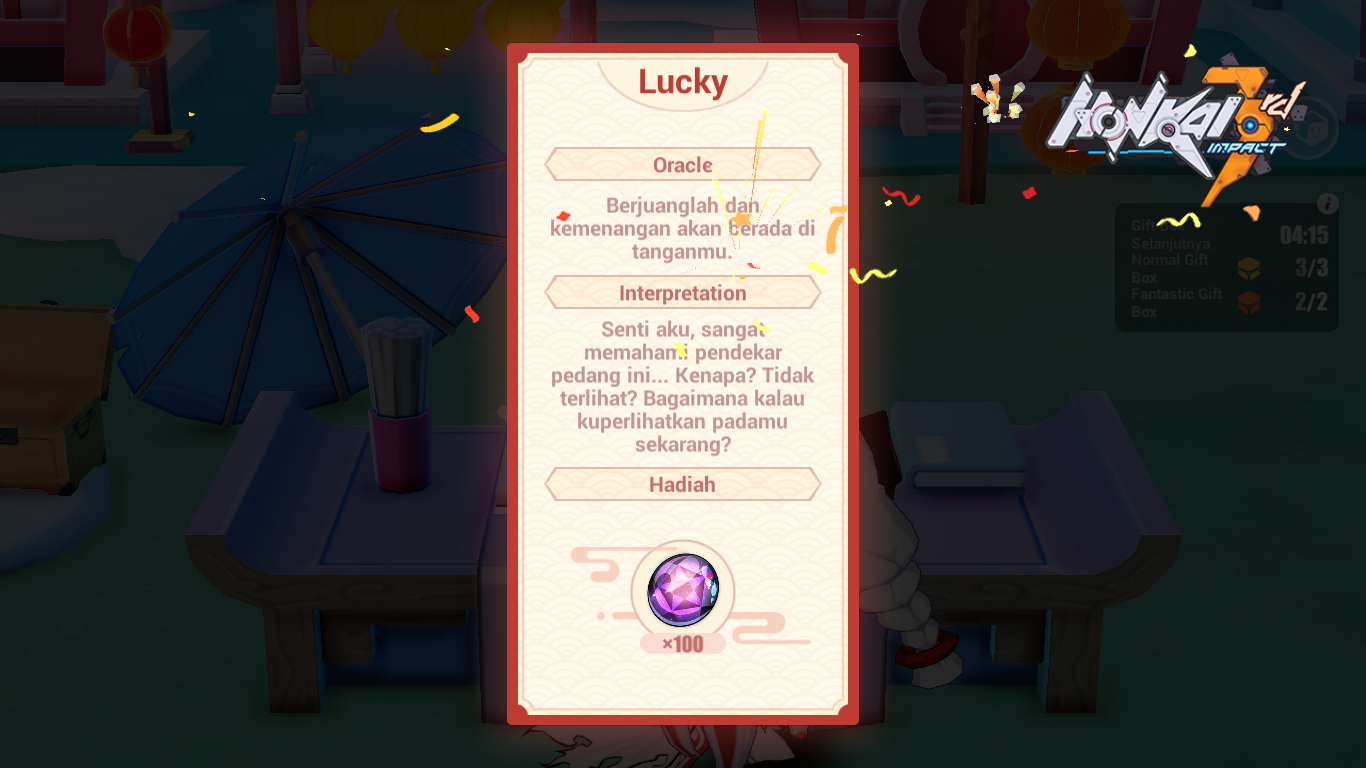 Lucky
Oracle
Berjuanglah dan
kemenangan akan berada di
tanganmu.
Interpretation
Senti aku, sangat
memahami pendekar
pedang ini... Kenapa? Tidak
terlihat? Bagaimana kalau
kuperlihatkan padamu
sekarang?
Hadiah
×100
HONKAI 3rd
IMPACT
i
Gift Box
Selanjutnya
04:15
Normal Gift
Box
3/3
Fantastic Gift
Box
2/2